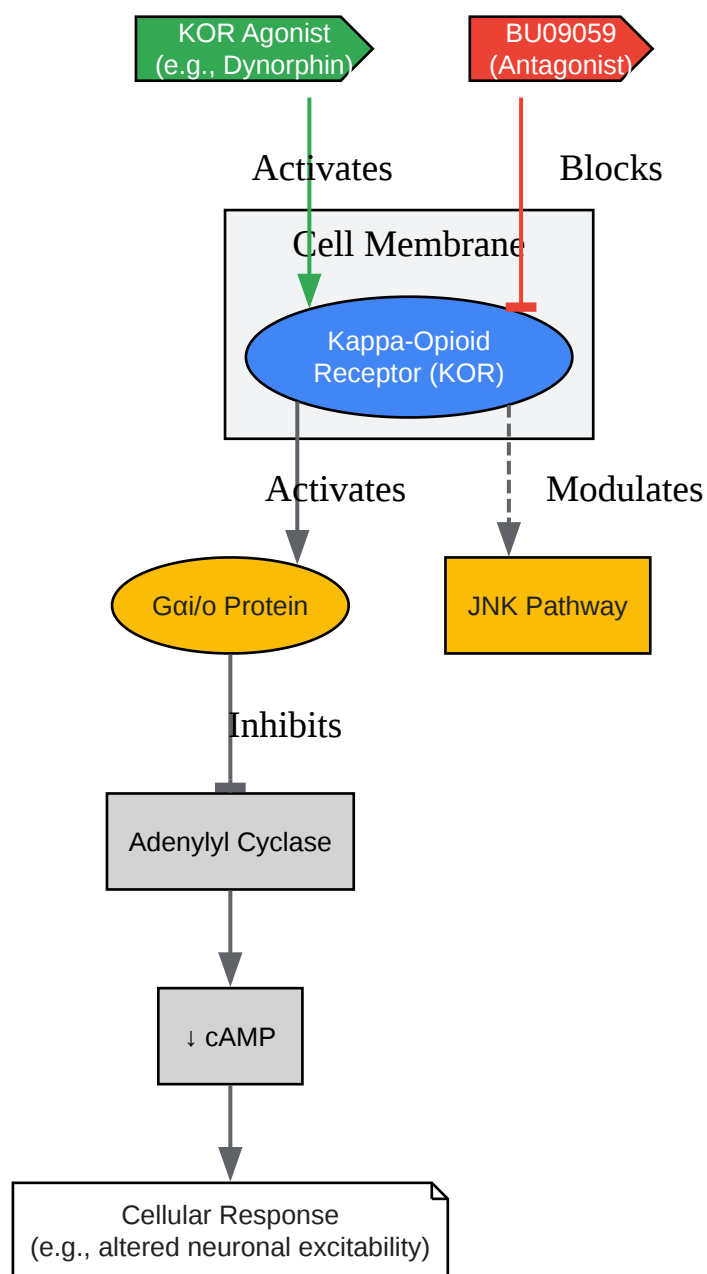 KOR Agonist
(e.g., Dynorphin)
BU09059
(Antagonist)
Activates
Blocks
Cell Membrane
Kappa-Opioid
Receptor (KOR)
Activates
Modulates
Gαi/o Protein
JNK Pathway
Inhibits
Adenylyl Cyclase
↓ cAMP
Cellular Response
(e.g., altered neuronal excitability)